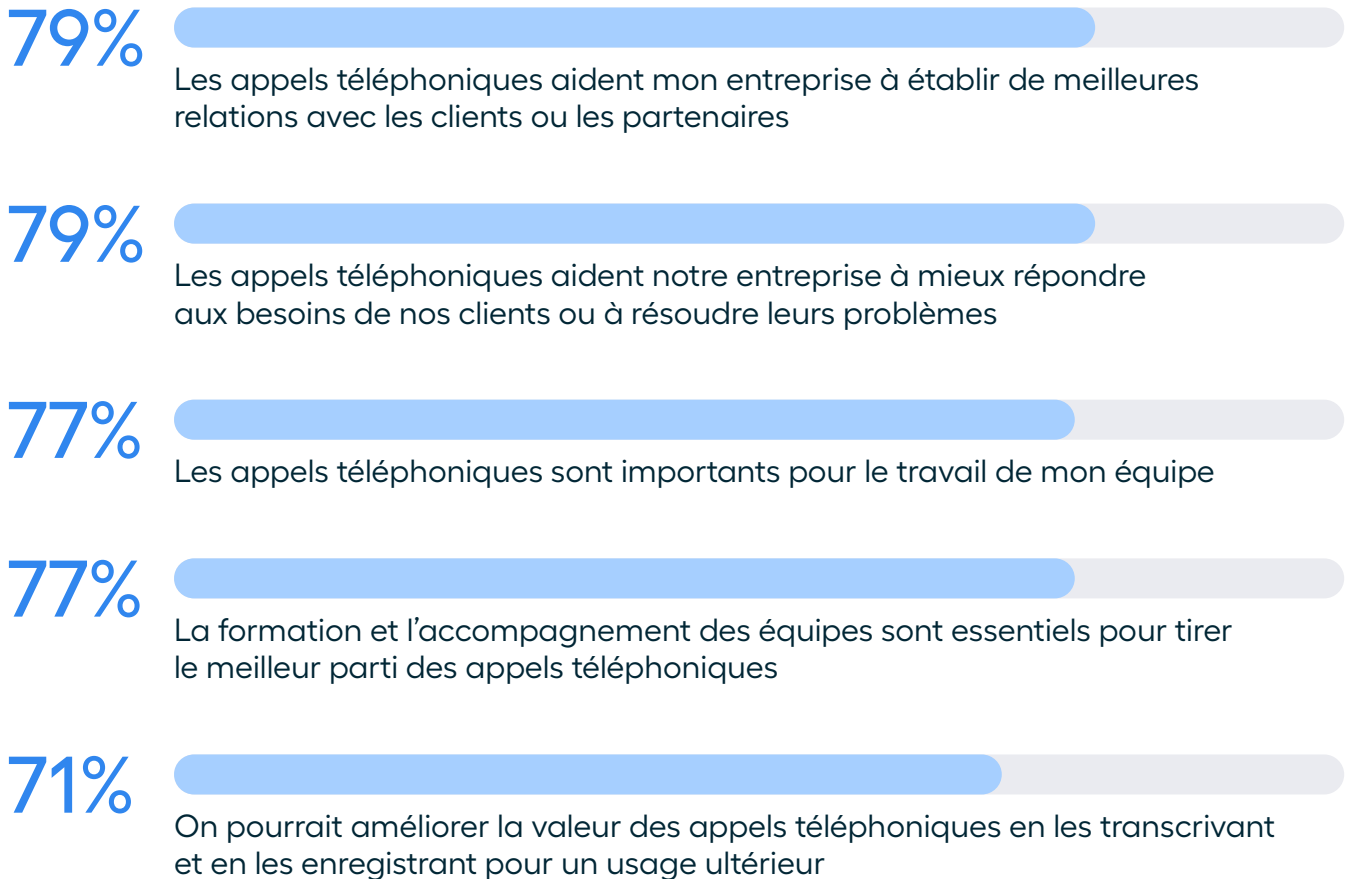 79%
Les appels téléphoniques aident mon entreprise à établir de meilleures
relations avec les clients ou les partenaires
79%
Les appels téléphoniques aident notre entreprise à mieux répondre
aux besoins de nos clients ou à résoudre leurs problèmes
77%
Les appels téléphoniques sont importants pour le travail de mon équipe
77%
La formation et l’accompagnement des équipes sont essentiels pour tirer
le meilleur parti des appels téléphoniques
71%
On pourrait améliorer la valeur des appels téléphoniques en les transcrivant
et en les enregistrant pour un usage ultérieur